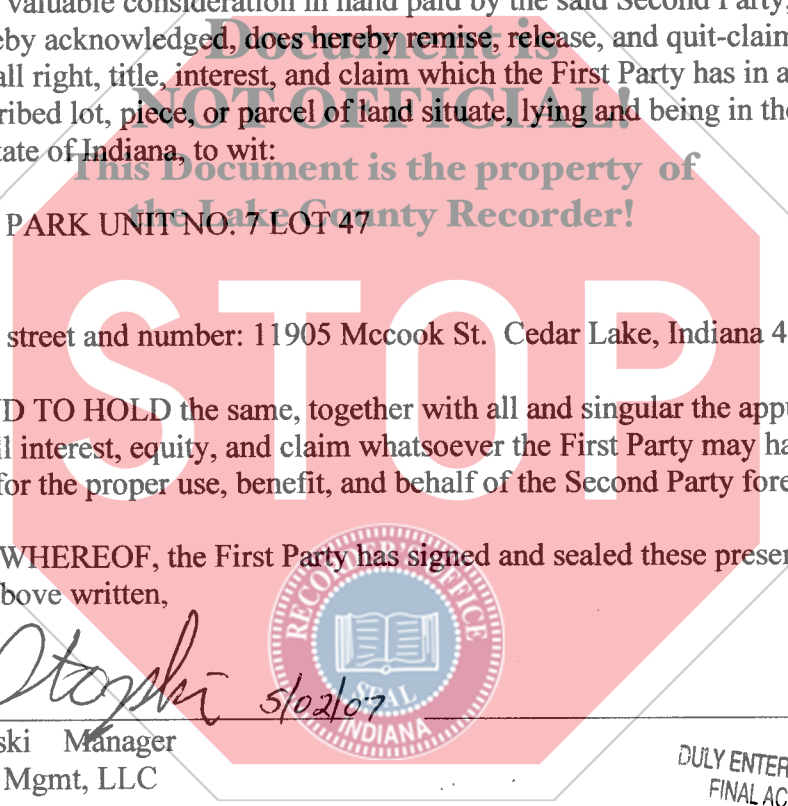 valuable consideration in hand paid by the said Second Party,
eby acknowledged, does hereby remise, release, and quit-claim
Document is
all right, title, interest, and claim which the First Party has in a
NOT OFFICIAL!
ribed lot, piece, or parcel of land situate, lying and being in the
tate of Indiana, to wit:
This Document is the property of
the Lake County Recorder!
PARK UNIT NO. 7 LOT 47
STOP
street and number: 11905 Mccook St. Cedar Lake, Indiana 4
D TO HOLD the same, together with all and singular the appu
ll interest, equity, and claim whatsoever the First Party may ha
for the proper use, benefit, and behalf of the Second Party fore
WHEREOF, the First Party has signed and sealed these preser
bove written,
RECORDER'S OFFICE
SEAL
INDIANA
5/02/07
ski Manager
Mgmt, LLC
DULY ENTER
FINAL AC